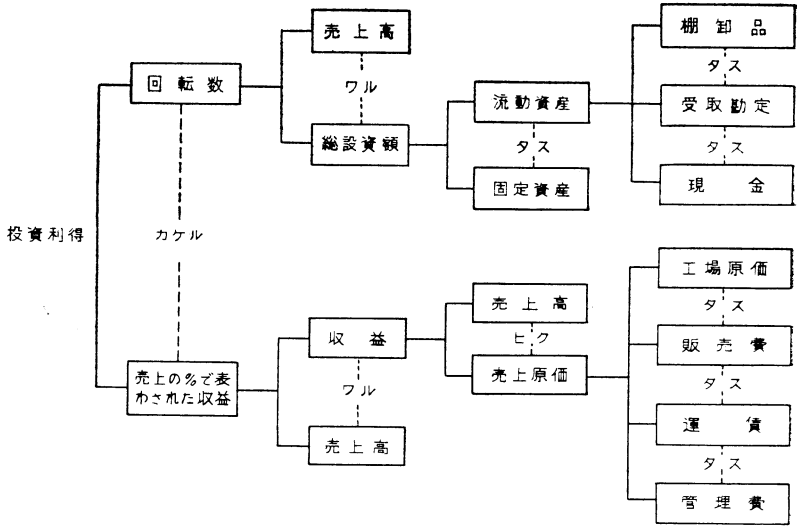 投資利得
カケル
回転数
売上高
ワル
総設資額
流動資産
タス
固定資産
棚卸品
タス
受取勘定
タス
現金
売上の%で表
わされた収益
収益
ワル
売上高
売上高
ヒク
売上原価
工場原価
タス
販売費
タス
運賃
タス
管理費